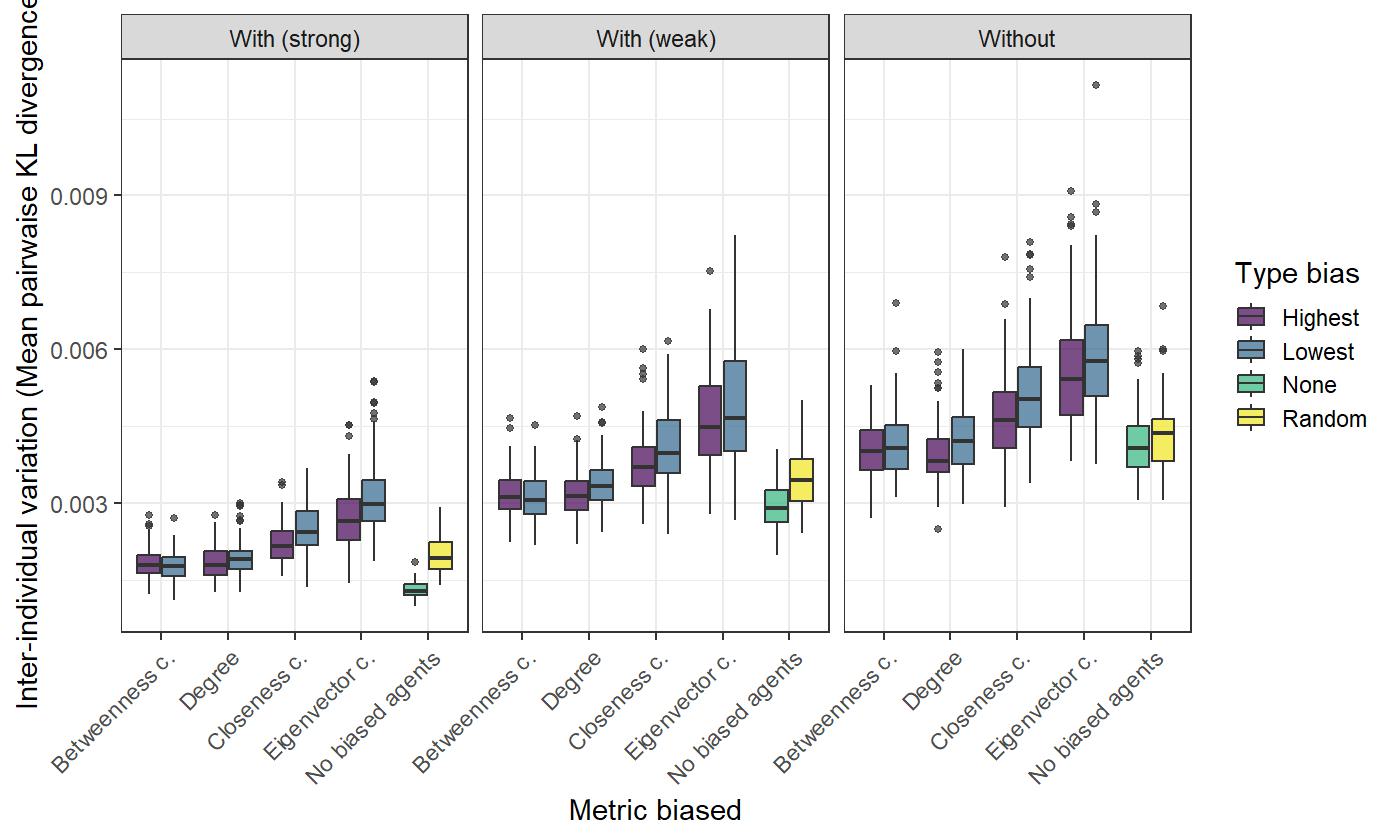 With (strong)
With (weak)
Without
Inter-individual variation (Mean pairwaise KL divergence
0.009
0.006
0.003
Betweenness c.
Degree
Closeness c.
Eigenvector c.
No biased agents
Betweenness c.
Degree
Closeness c.
Eigenvector c.
No biased agents
Betweenness c.
Degree
Closeness c.
Eigenvector c.
No biased agents
Metric biased
Type bias
Highest
Lowest
None
Random